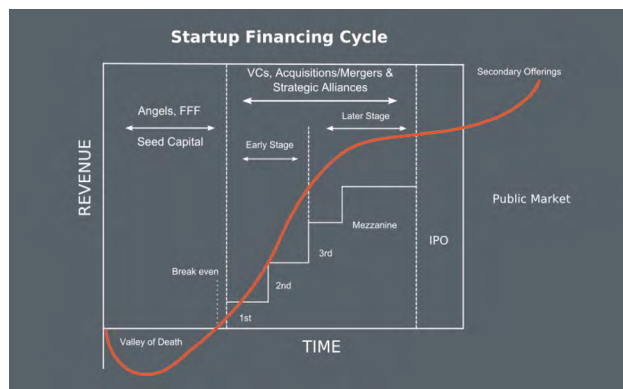 Startup Financing Cycle
VCs, Acquisitions/Mergers &
Strategic Alliances
Secondary Offerings
Angels, FFF
Seed Capital
Later Stage
Early Stage
REVENUE
Public Market
Mezzanine
IPO
3rd
Break even
2nd
1st
Valley of Death
TIME